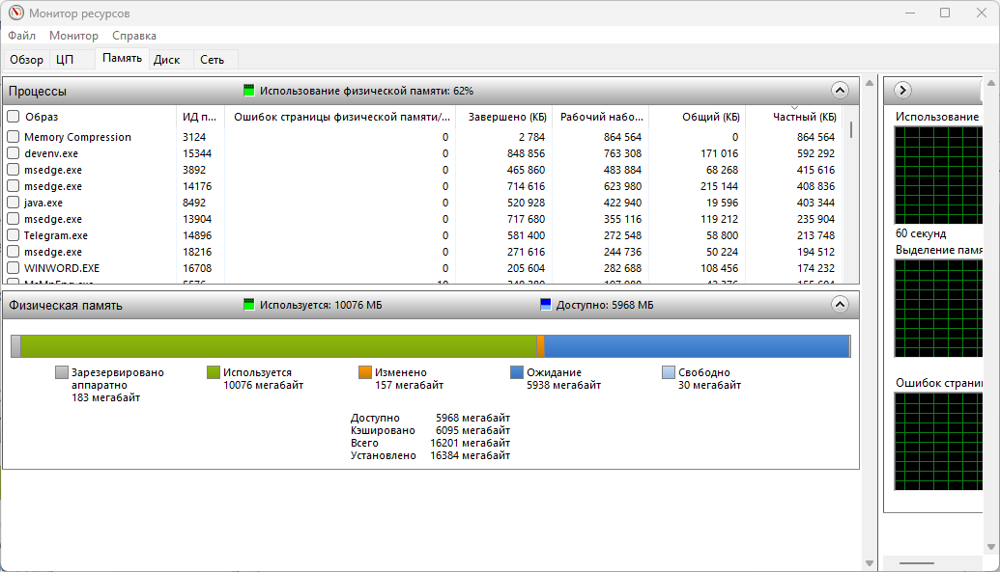 Монитор ресурсов
Файл Монитор Справка
Обзор ЦП Память Диск Сеть
Процессы Использование физической памяти: 62%
Образ ИД п... Ошибок страницы физической памяти/... Завершено (КБ) Рабочий набо... Общий (КБ) Частный (КБ)
Memory Compression 3124 0 2 784 864 564 0 864 564
devenv.exe 15344 0 848 856 763 308 171 016 592 292
msedge.exe 3892 0 465 860 483 884 68 268 415 616
msedge.exe 14176 0 714 616 623 980 215 144 408 836
java.exe 8492 0 520 928 422 940 19 596 403 344
msedge.exe 13904 0 717 680 355 116 119 212 235 904
Telegram.exe 14896 0 581 400 272 548 58 800 213 748
msedge.exe 18216 0 271 616 244 736 50 224 194 512
WINWORD.EXE 16708 0 205 604 282 688 108 456 174 232
Физическая память Используется: 10076 МБ Доступно: 5968 МБ
Зарезервировано
аппаратно
183 мегабайт
Используется
10076 мегабайт
Изменено
157 мегабайт
Ожидание
5938 мегабайт
Свободно
30 мегабайт
Доступно 5968 мегабайт
Кэшировано 6095 мегабайт
Всего 16201 мегабайт
Установлено 16384 мегабайт
Использование
60 секунд
Выделение
Ошибок